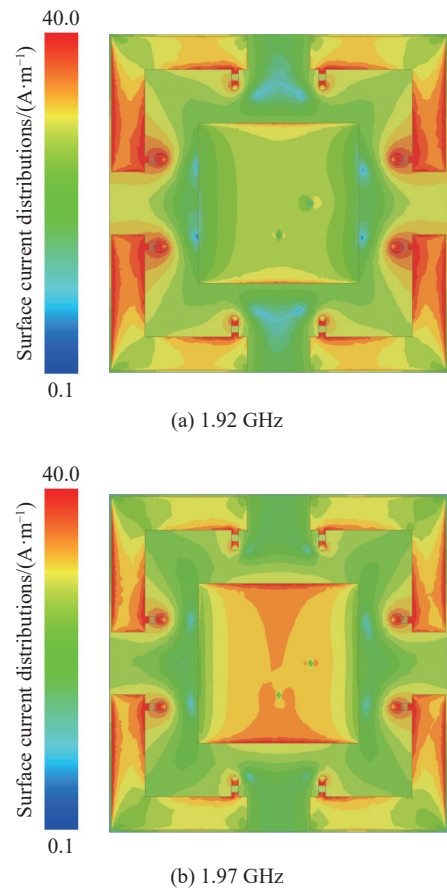 40.0
Surface current distributions/(A·m⁻¹)
0.1
(a) 1.92 GHz
40.0
Surface current distributions/(A·m⁻¹)
0.1
(b) 1.97 GHz